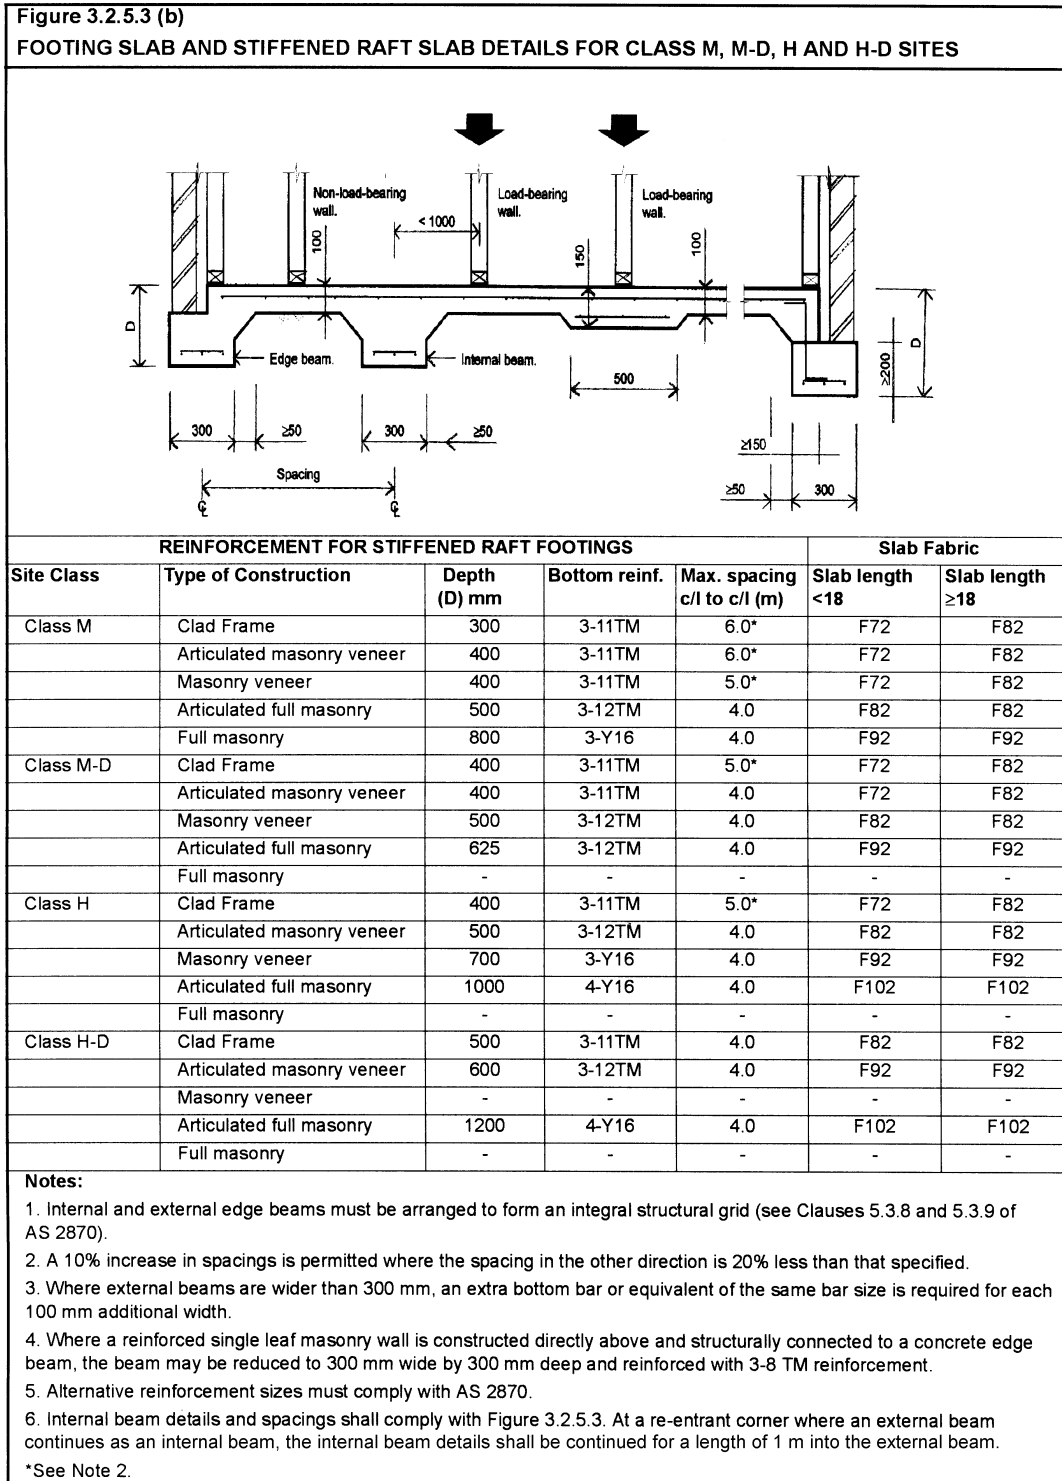 Figure 3.2.5.3 (b)
FOOTING SLAB AND STIFFENED RAFT SLAB DETAILS FOR CLASS M, M-D, H AND H-D SITES
Non-load-bearing wall.
Load-bearing wall.
Load-bearing wall.
< 1000
100
150
100
D
D
≥200
Edge beam.
Internal beam.
500
300
≥50
300
≥50
≥150
Spacing
≥50
300
℄
℄
REINFORCEMENT FOR STIFFENED RAFT FOOTINGS Slab Fabric
Site Class Type of Construction Depth (D) mm Bottom reinf. Max. spacing c/l to c/l (m) Slab length <18 Slab length ≥18
Class M Clad Frame 300 3-11TM 6.0* F72 F82
Articulated masonry veneer 400 3-11TM 6.0* F72 F82
Masonry veneer 400 3-11TM 5.0* F72 F82
Articulated full masonry 500 3-12TM 4.0 F82 F82
Full masonry 800 3-Y16 4.0 F92 F92
Class M-D Clad Frame 400 3-11TM 5.0* F72 F82
Articulated masonry veneer 400 3-11TM 4.0 F72 F82
Masonry veneer 500 3-12TM 4.0 F82 F82
Articulated full masonry 625 3-12TM 4.0 F92 F92
Full masonry - - - - -
Class H Clad Frame 400 3-11TM 5.0* F72 F82
Articulated masonry veneer 500 3-12TM 4.0 F82 F82
Masonry veneer 700 3-Y16 4.0 F92 F92
Articulated full masonry 1000 4-Y16 4.0 F102 F102
Full masonry - - - - -
Class H-D Clad Frame 500 3-11TM 4.0 F82 F82
Articulated masonry veneer 600 3-12TM 4.0 F92 F92
Masonry veneer - - - - -
Articulated full masonry 1200 4-Y16 4.0 F102 F102
Full masonry - - - - -
Notes:
1. Internal and external edge beams must be arranged to form an integral structural grid (see Clauses 5.3.8 and 5.3.9 of
AS 2870).
2. A 10% increase in spacings is permitted where the spacing in the other direction is 20% less than that specified.
3. Where external beams are wider than 300 mm, an extra bottom bar or equivalent of the same bar size is required for each
100 mm additional width.
4. Where a reinforced single leaf masonry wall is constructed directly above and structurally connected to a concrete edge
beam, the beam may be reduced to 300 mm wide by 300 mm deep and reinforced with 3-8 TM reinforcement.
5. Alternative reinforcement sizes must comply with AS 2870.
6. Internal beam details and spacings shall comply with Figure 3.2.5.3. At a re-entrant corner where an external beam
continues as an internal beam, the internal beam details shall be continued for a length of 1 m into the external beam.
*See Note 2.